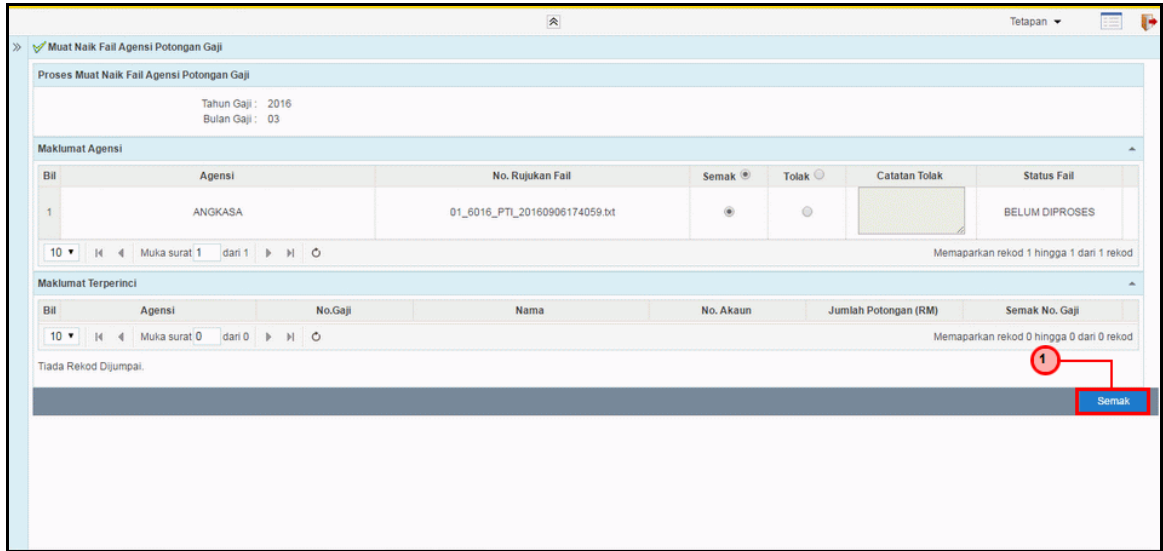 Tetapan
Muat Naik Fail Agensi Potongan Gaji
Proses Muat Naik Fail Agensi Potongan Gaji
Tahun Gaji : 2016
Bulan Gaji : 03
Maklumat Agensi
Bil Agensi No. Rujukan Fail Semak Tolak Catatan Tolak Status Fail
1 ANGKASA 01_6016_PTI_20160906174059.txt BELUM DIPROSES
10 Muka surat 1 dari 1 Memaparkan rekod 1 hingga 1 dari 1 rekod
Maklumat Terperinci
Bil Agensi No.Gaji Nama No. Akaun Jumlah Potongan (RM) Semak No. Gaji
10 Muka surat 0 dari 0 Memaparkan rekod 0 hingga 0 dari 0 rekod
Tiada Rekod Dijumpai.
1
Semak